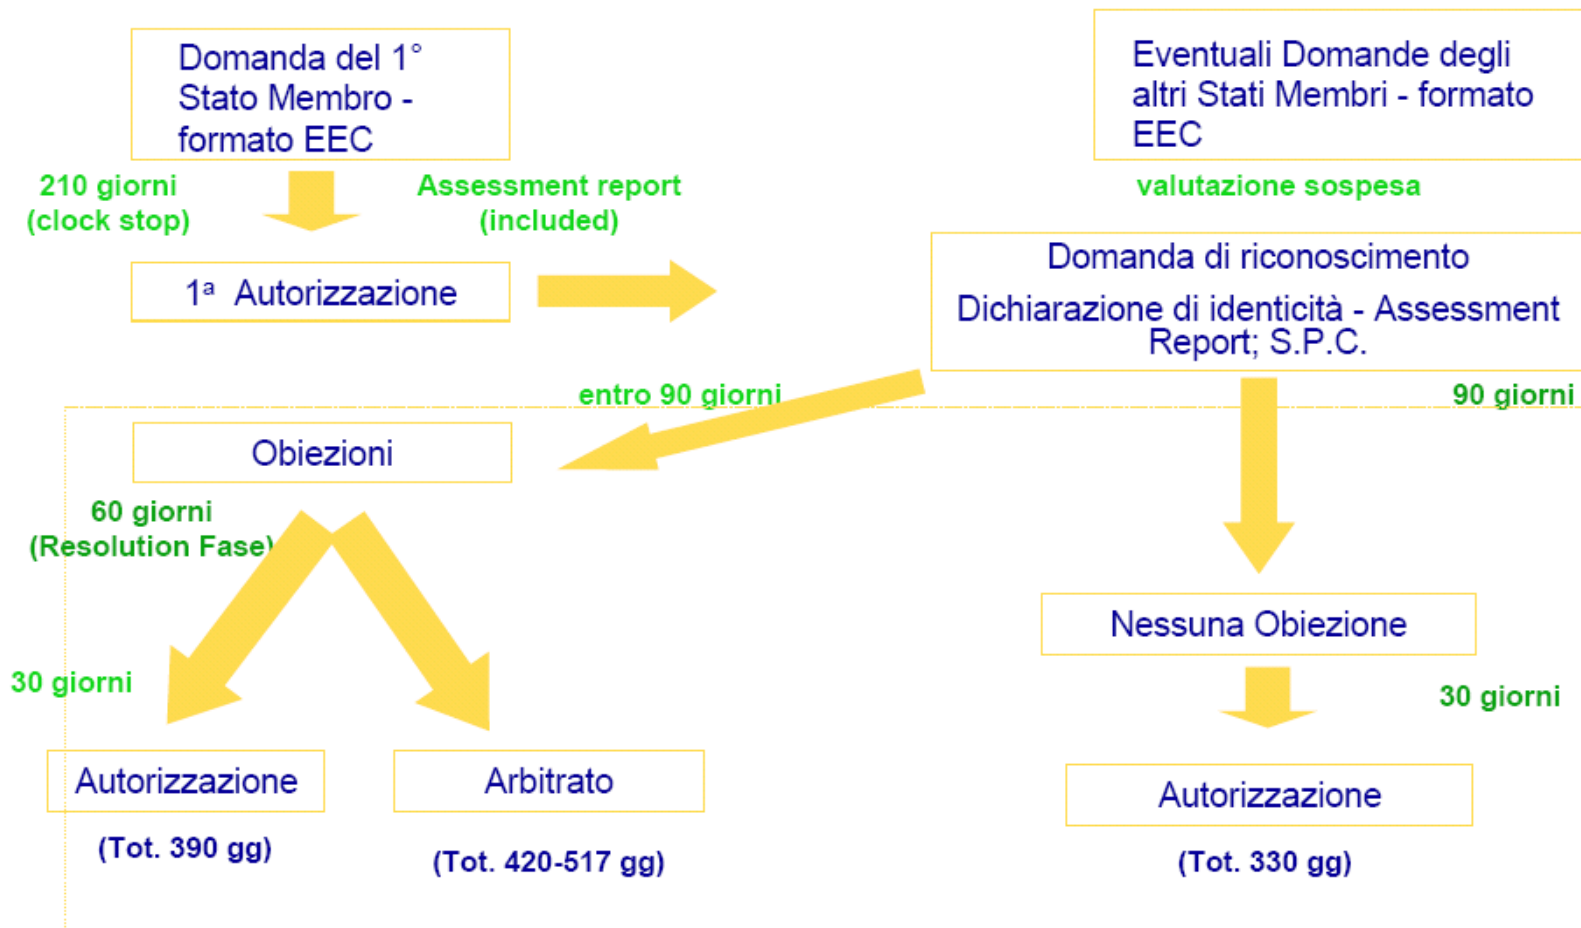 Domanda del 1°
Stato Membro -
formato EEC
Eventuali Domande degli
altri Stati Membri - formato
EEC
210 giorni
(clock stop)
Assessment report
(included)
valutazione sospesa
1ª Autorizzazione
Domanda di riconoscimento
Dichiarazione di identicità - Assessment
Report; S.P.C.
entro 90 giorni
90 giorni
Obiezioni
60 giorni
(Resolution Fase)
Nessuna Obiezione
30 giorni
30 giorni
Autorizzazione
Arbitrato
Autorizzazione
(Tot. 390 gg)
(Tot. 420-517 gg)
(Tot. 330 gg)